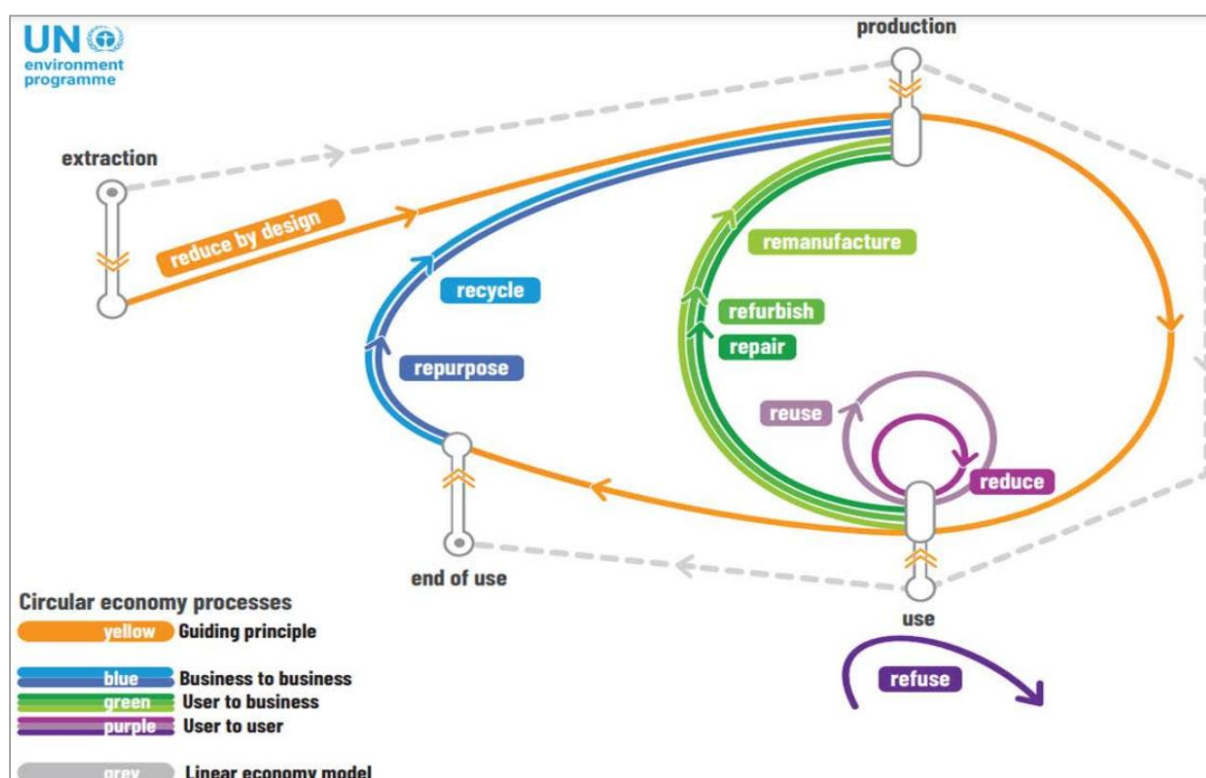 UN
environment
programme
production
extraction
reduce by design
remanufacture
recycle
refurbish
repair
repurpose
reuse
reduce
end of use
use
Circular economy processes
yellow Guiding principle
refuse
blue Business to business
green User to business
purple User to user
grey Linear economy model